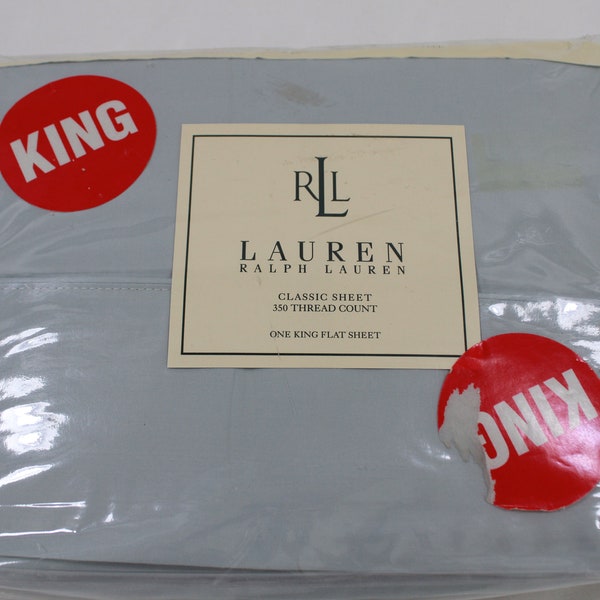 KING
RLL
LAUREN
RALPH LAUREN
CLASSIC SHEET
350 THREAD COUNT
ONE KING FLAT SHEET
KING